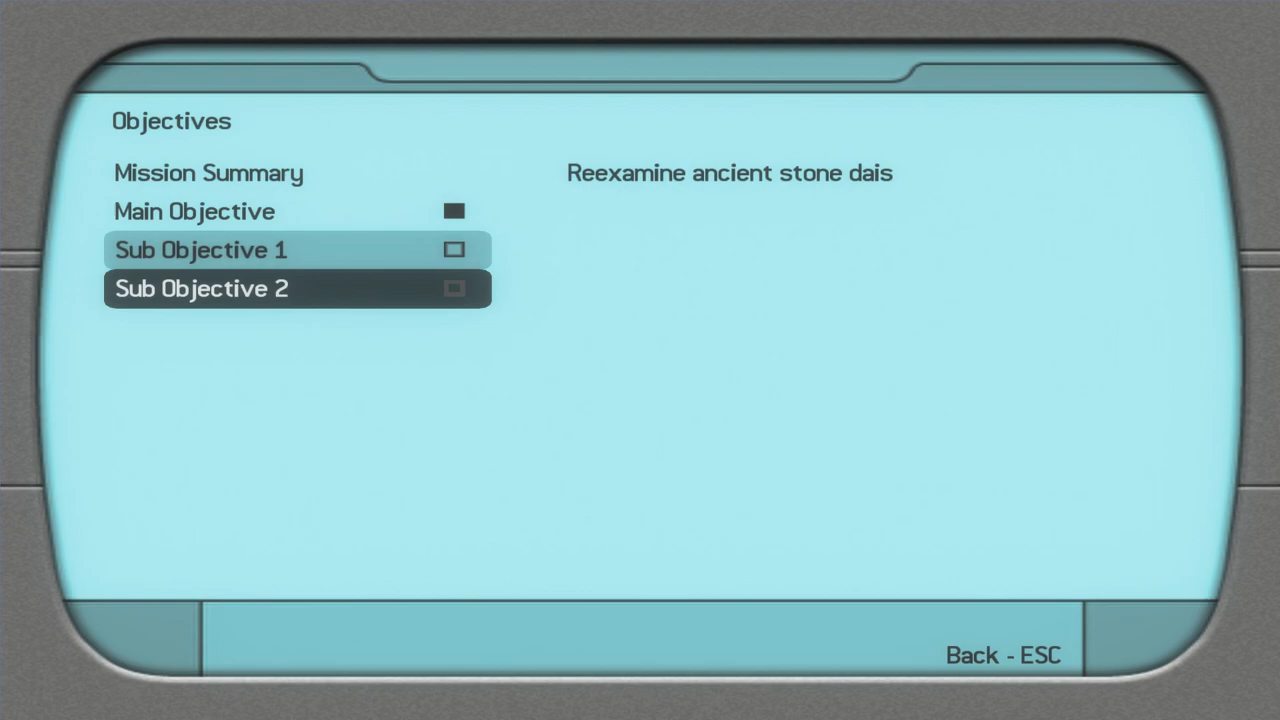 Objectives
Mission Summary
Reexamine ancient stone dais
Main Objective
Sub Objective 1
Sub Objective 2
Back - ESC